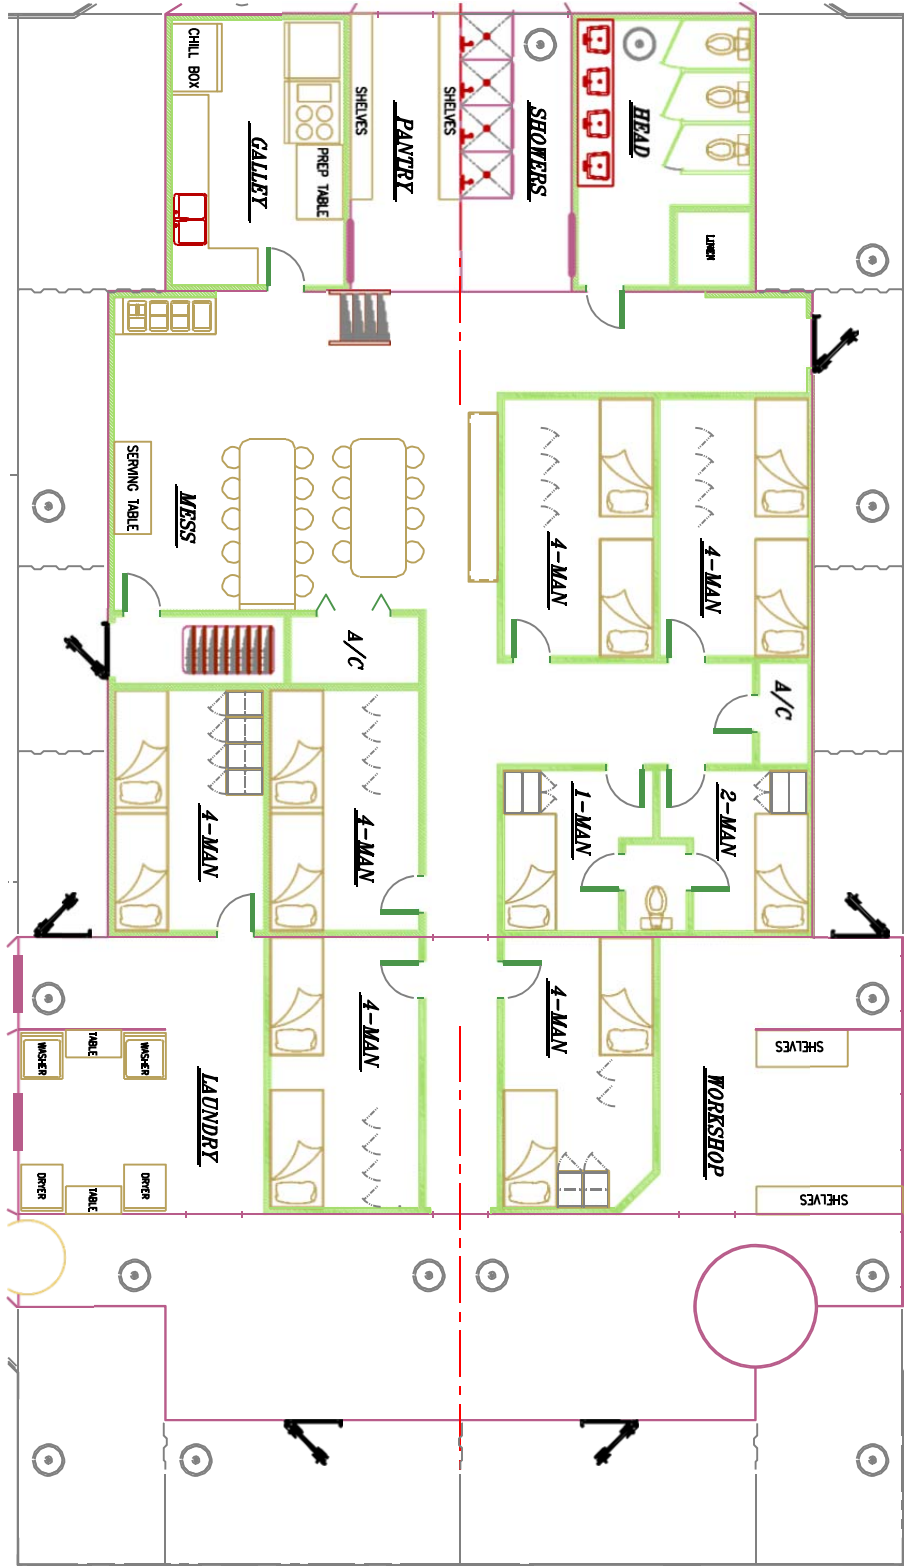 CHILL BOX
GALLEY
PREP TABLE
SHELVES
PANTRY
SHELVES
SHOWERS
HEAD
LINEN
SERVING TABLE
MESS
4-MAN
4-MAN
A/C
A/C
4-MAN
4-MAN
1-MAN
2-MAN
4-MAN
4-MAN
WASHER
TABLE
WASHER
LAUNDRY
SHELVES
WORKSHOP
DRYER
TABLE
DRYER
SHELVES